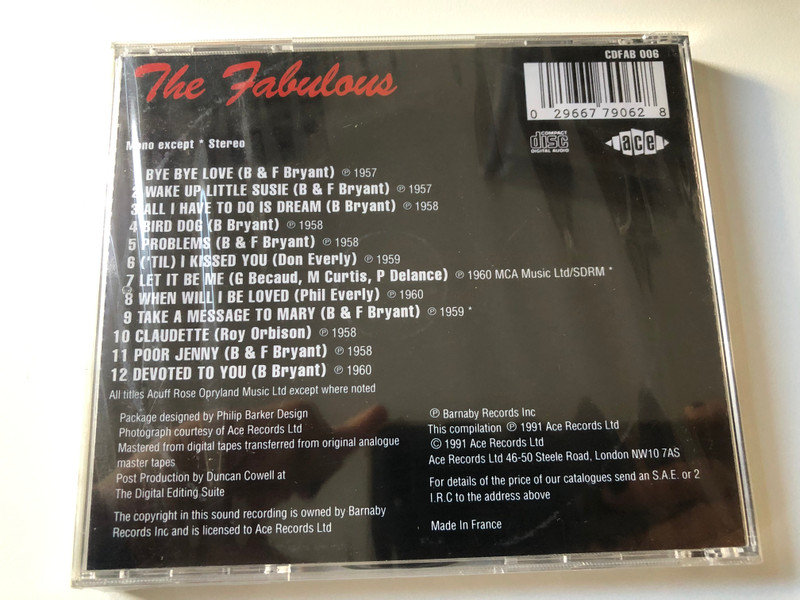 The Fabulous
CDFAB 006
0 29667 79062 8
COMPACT
disc
DIGITAL AUDIO
ace
Mono except * Stereo
BYE BYE LOVE (B & F Bryant) ℗ 1957
2 WAKE UP LITTLE SUSIE (B & F Bryant) ℗ 1957
3 ALL I HAVE TO DO IS DREAM (B Bryant) ℗ 1958
4 BIRD DOG (B Bryant) ℗ 1958
5 PROBLEMS (B & F Bryant) ℗ 1958
6 ('TIL) I KISSED YOU (Don Everly) ℗ 1959
7 LET IT BE ME (G Becaud, M Curtis, P Delance) ℗ 1960 MCA Music Ltd/SDRM *
8 WHEN WILL I BE LOVED (Phil Everly) ℗ 1960
9 TAKE A MESSAGE TO MARY (B & F Bryant) ℗ 1959 *
10 CLAUDETTE (Roy Orbison) ℗ 1958
11 POOR JENNY (B & F Bryant) ℗ 1958
12 DEVOTED TO YOU (B Bryant) ℗ 1960
All titles Acuff Rose Opryland Music Ltd except where noted
Package designed by Philip Barker Design
Photograph courtesy of Ace Records Ltd
Mastered from digital tapes transferred from original analogue
master tapes
Post Production by Duncan Cowell at
The Digital Editing Suite
The copyright in this sound recording is owned by Barnaby
Records Inc and is licensed to Ace Records Ltd
℗ Barnaby Records Inc
This compilation ℗ 1991 Ace Records Ltd
© 1991 Ace Records Ltd
Ace Records Ltd 46-50 Steele Road, London NW10 7AS
For details of the price of our catalogues send an S.A.E. or 2
I.R.C to the address above
Made In France